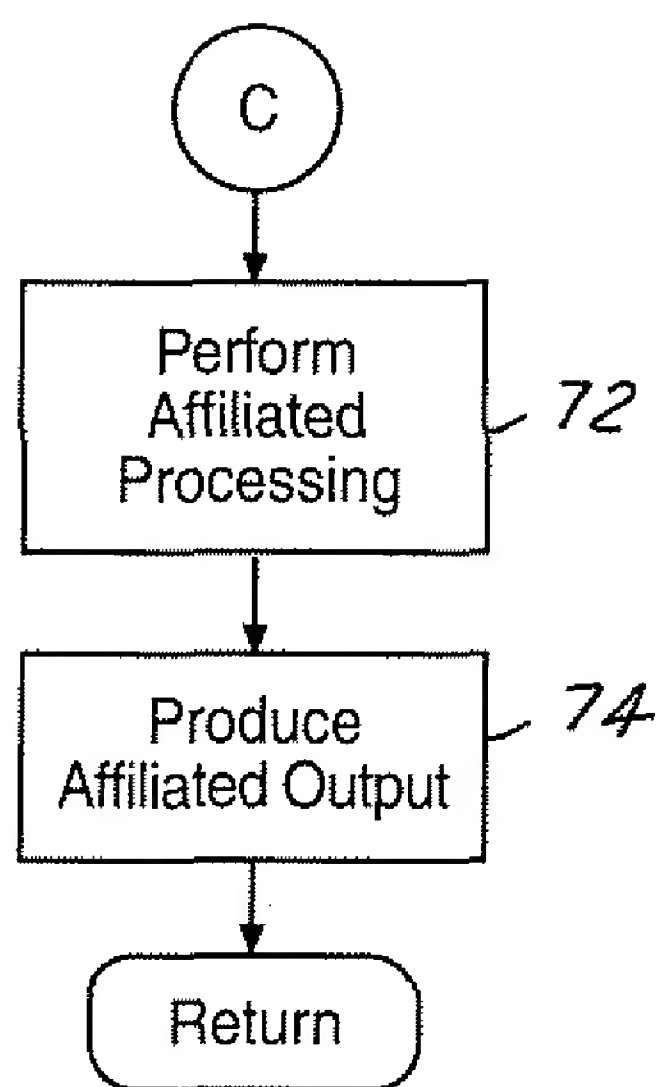 C
Perform
Affiliated
Processing
72
Produce
Affiliated Output
74
Return